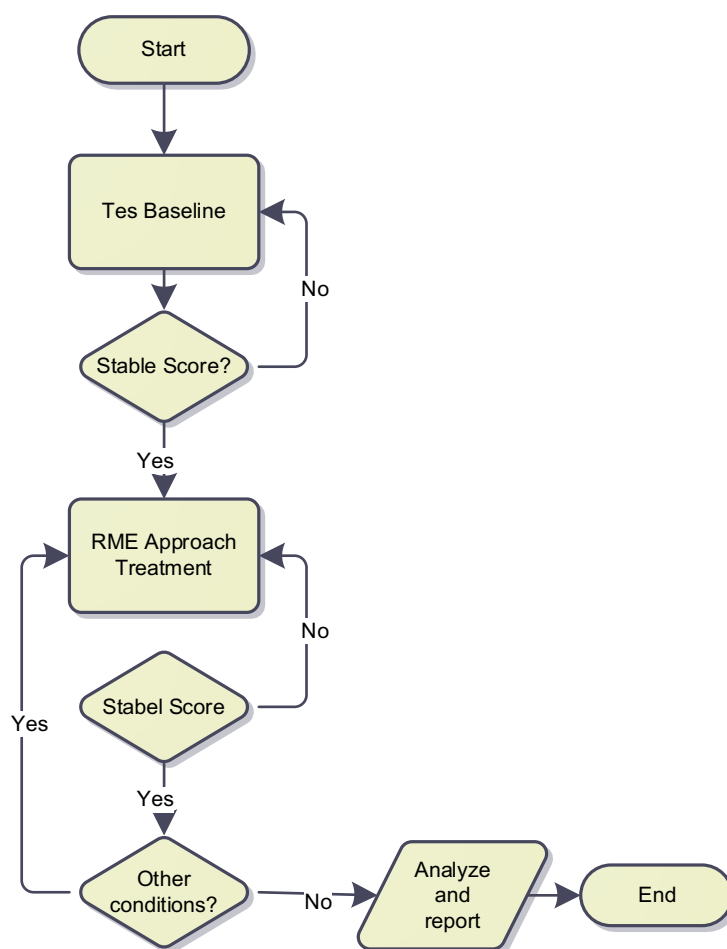 Start
Tes Baseline
No
Stable Score?
Yes
RME Approach
Treatment
No
Stabel Score
Yes
Yes
Other
conditions?
No
Analyze
and
report
End